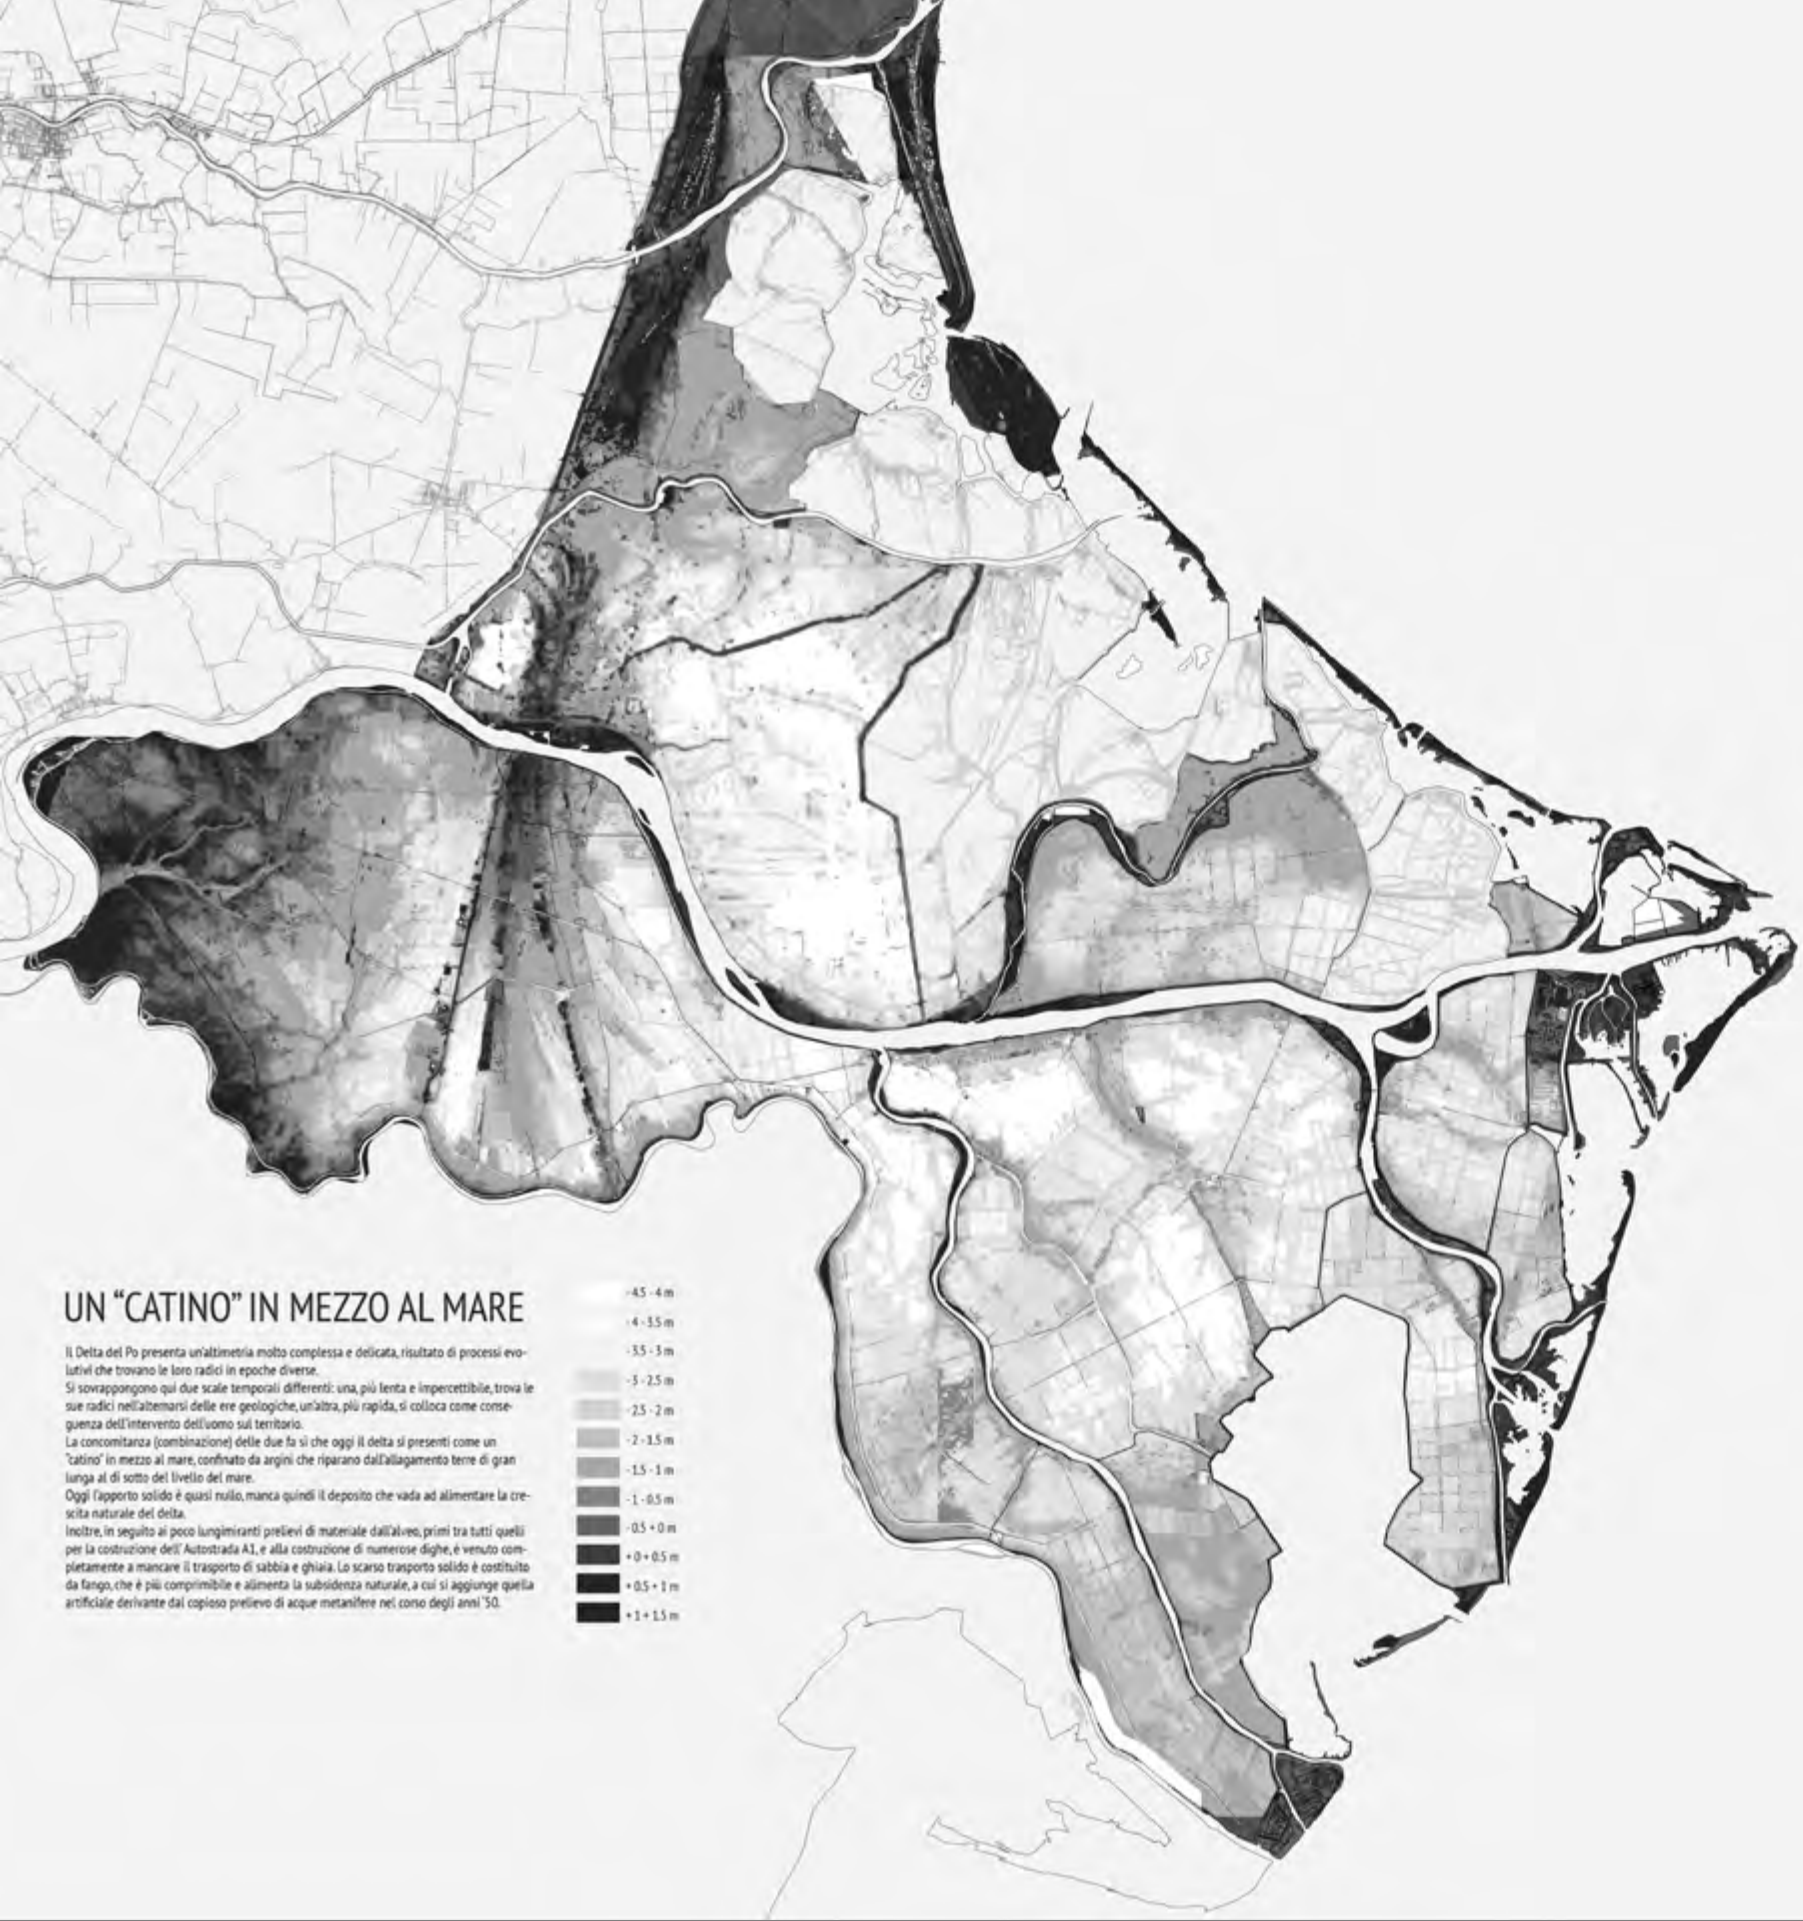 UN “CATINO” IN MEZZO AL MARE
Il Delta del Po presenta un'altimetria molto complessa e delicata, risultato di processi evo-
lutivi che trovano le loro radici in epoche diverse.
Si sovrappongono qui due scale temporali differenti: una, più lenta e impercettibile, trova le
sue radici nell'alternarsi delle ere geologiche, un'altra, più rapida, si colloca come conse-
guenza dell'intervento dell'uomo sul territorio.
La concomitanza (combinazione) delle due fa sì che oggi il delta si presenti come un
"catino" in mezzo al mare, confinato da argini che riparano dall'allagamento terre di gran
lunga al di sotto del livello del mare.
Oggi l'apporto solido è quasi nullo, manca quindi il deposito che vada ad alimentare la cre-
scita naturale del delta.
Inoltre, in seguito ai poco lungimiranti prelievi di materiale dall'alveo, primi tra tutti quelli
per la costruzione dell' Autostrada A1, e alla costruzione di numerose dighe, è venuto com-
pletamente a mancare il trasporto di sabbia e ghiaia. Lo scarso trasporto solido è costituito
da fango, che è più comprimibile e alimenta la subsidenza naturale, a cui si aggiunge quella
artificiale derivante dal copioso prelievo di acque metanifere nel corso degli anni '50.
- 4.5 - 4 m
- 4 - 3.5 m
- 3.5 - 3 m
- 3 - 2.5 m
- 2.5 - 2 m
- 2 - 1.5 m
- 1.5 - 1 m
- 1 - 0.5 m
- 0.5 + 0 m
+ 0 + 0.5 m
+ 0.5 + 1 m
+ 1 + 1.5 m